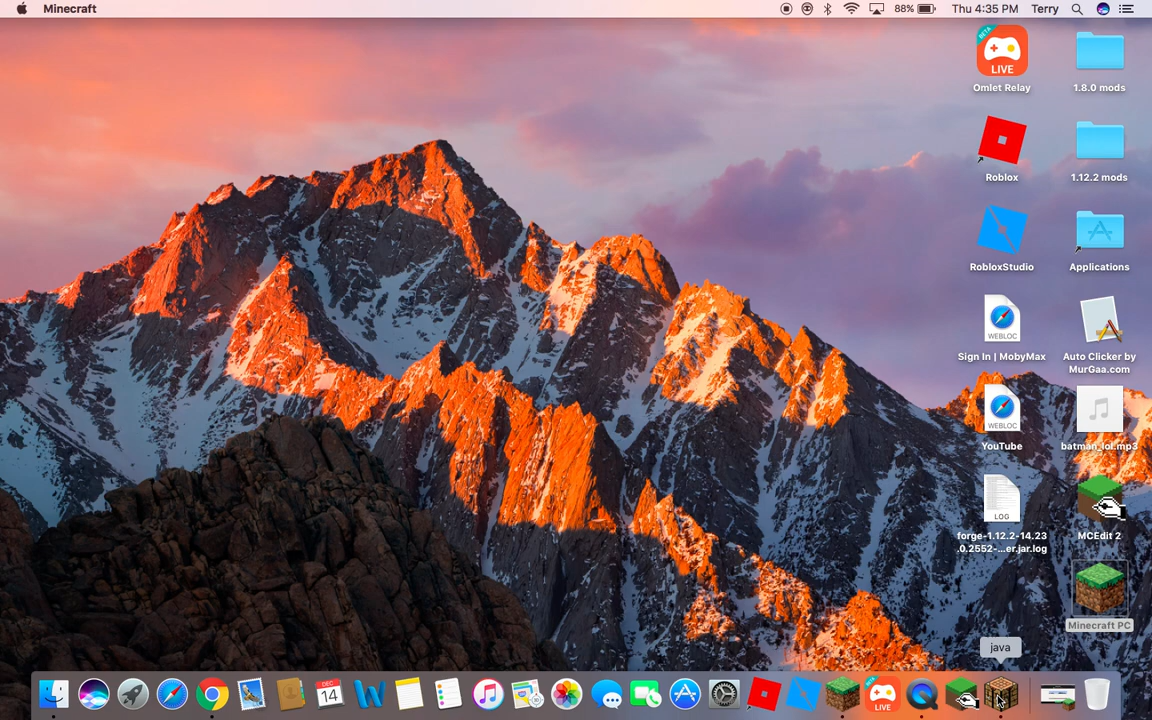 Minecraft
88%
Thu 4:35 PM
Terry
BETA
LIVE
Omlet Relay
1.8.0 mods
Roblox
1.12.2 mods
RobloxStudio
Applications
WEBLOC
Sign In | MobyMax
Auto Clicker by
MurGaa.com
WEBLOC
YouTube
batman_lol.mp3
LOG
forge-1.12.2-14.23
.0.2552-...er.jar.log
MCEdit 2
Minecraft PC
java
DEC
14
BETA
LIVE